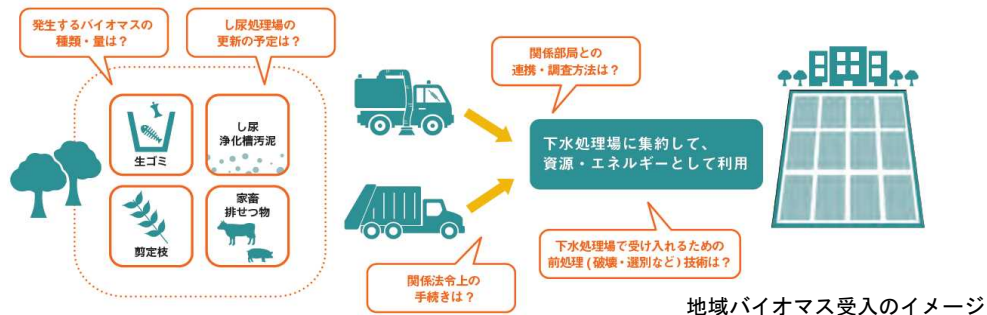 発生するバイオマスの
種類・量は？
し尿処理場の
更新の予定は？
生ゴミ
し尿
浄化槽汚泥
剪定枝
家畜
排せつ物
関係部局との
連携・調査方法は？
下水処理場に集約して、
資源・エネルギーとして利用
関係法令上の
手続きは？
下水処理場で受け入れるための
前処理(破壊・選別など)技術は？
地域バイオマス受入のイメージ